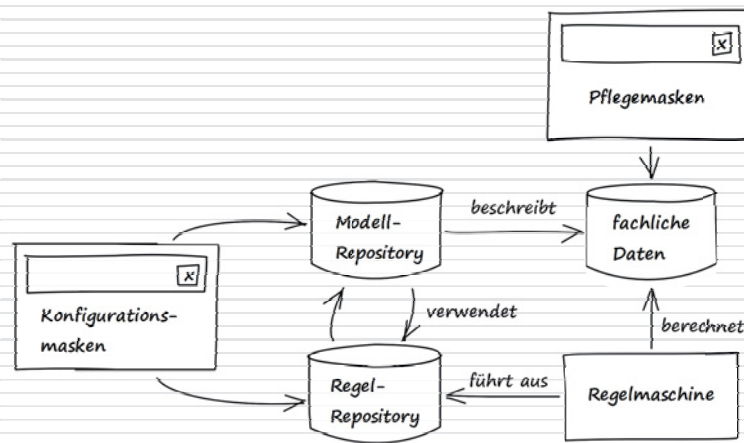 Pflegemasken
beschreibt
Modell-
Repository
fachliche
Daten
x
Konfigurations-
masken
verwendet
berechnet
Regel-
Repository
führt aus
Regelmaschine
x